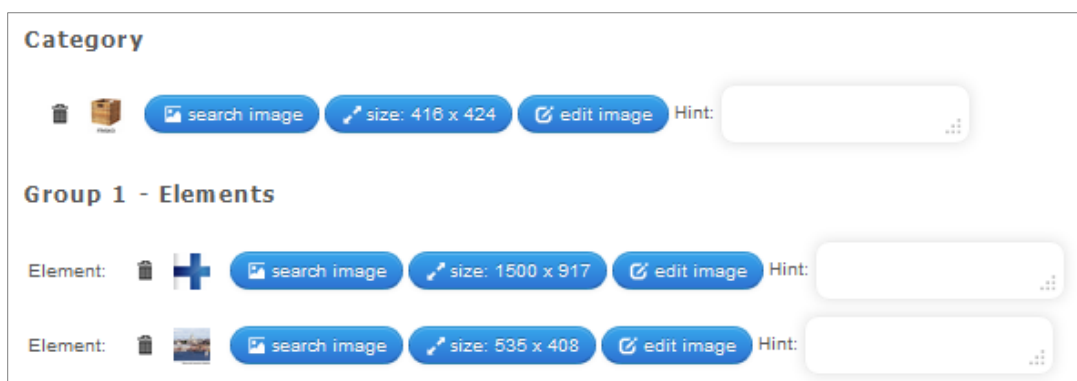 Category
search image size: 416 x 424 edit image Hint:
Group 1 - Elements
Element: search image size: 1500 x 917 edit image Hint:
Element: search image size: 535 x 408 edit image Hint: